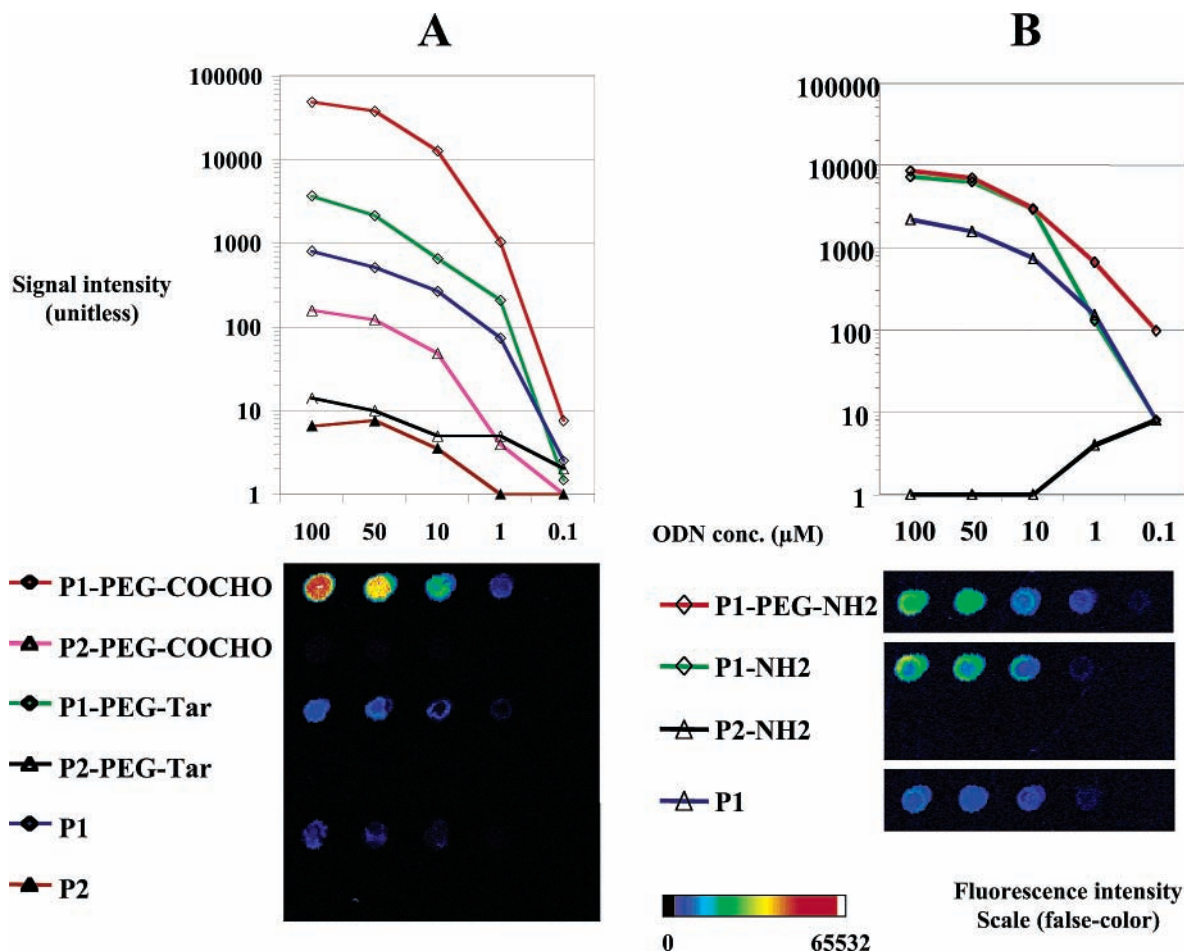 A
100000
10000
1000
100
10
1
Signal intensity
(unitless)
100 50 10 1 0.1
P1-PEG-COCHO
P2-PEG-COCHO
P1-PEG-Tar
P2-PEG-Tar
P1
P2
B
100000
10000
1000
100
10
1
ODN conc. (µM)
100 50 10 1 0.1
P1-PEG-NH2
P1-NH2
P2-NH2
P1
0 65532
Fluorescence intensity
Scale (false-color)